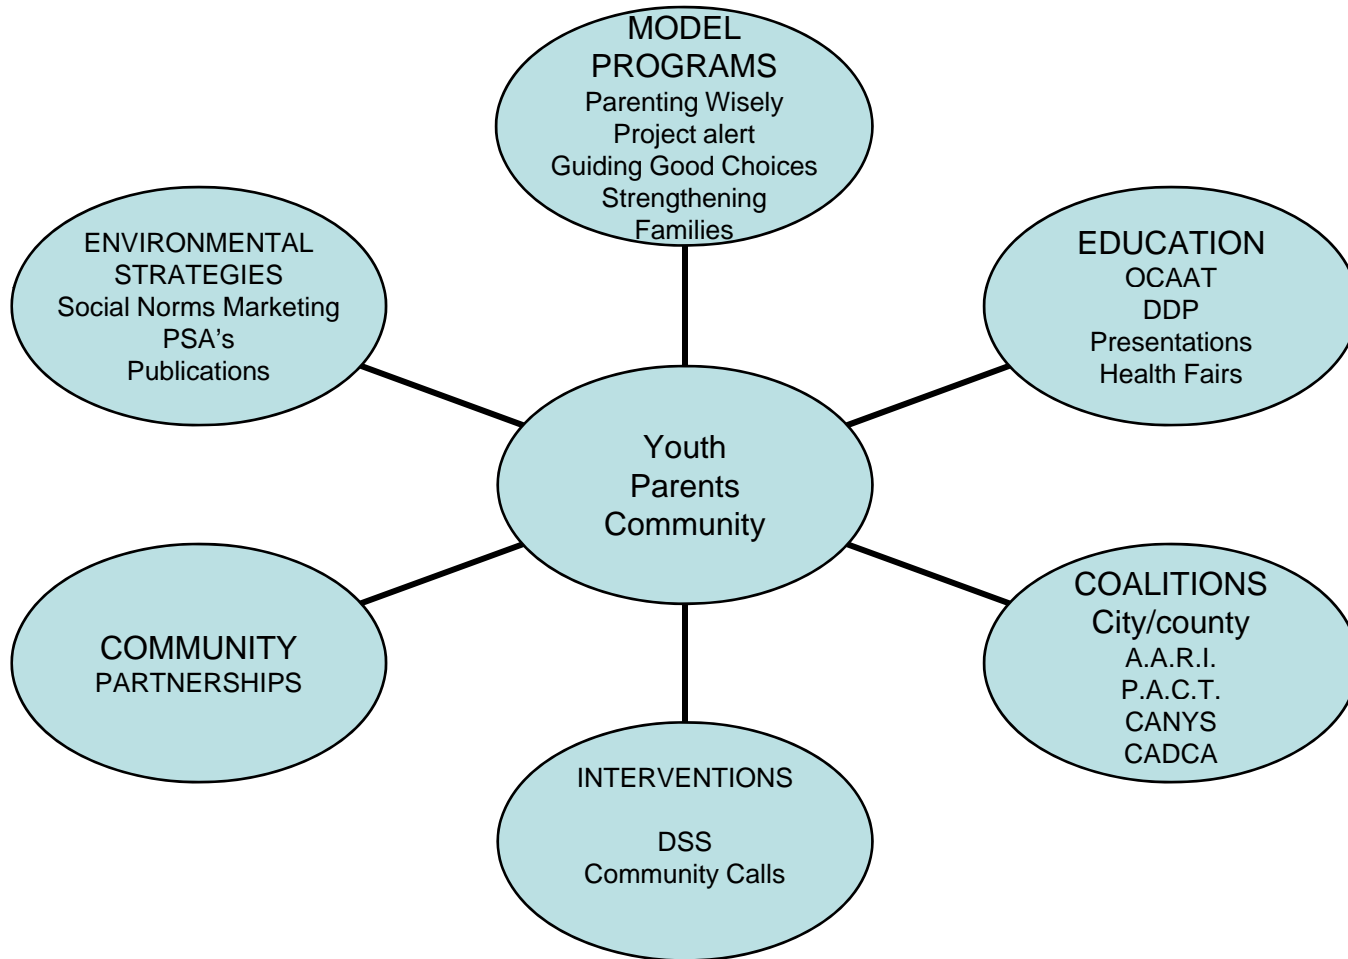 MODEL
PROGRAMS
Parenting Wisely
Project alert
Guiding Good Choices
Strengthening
Families
ENVIRONMENTAL
STRATEGIES
Social Norms Marketing
PSA’s
Publications
EDUCATION
OCAAT
DDP
Presentations
Health Fairs
Youth
Parents
Community
COMMUNITY
PARTNERSHIPS
COALITIONS
City/county
A.A.R.I.
P.A.C.T.
CANYS
CADCA
INTERVENTIONS
DSS
Community Calls